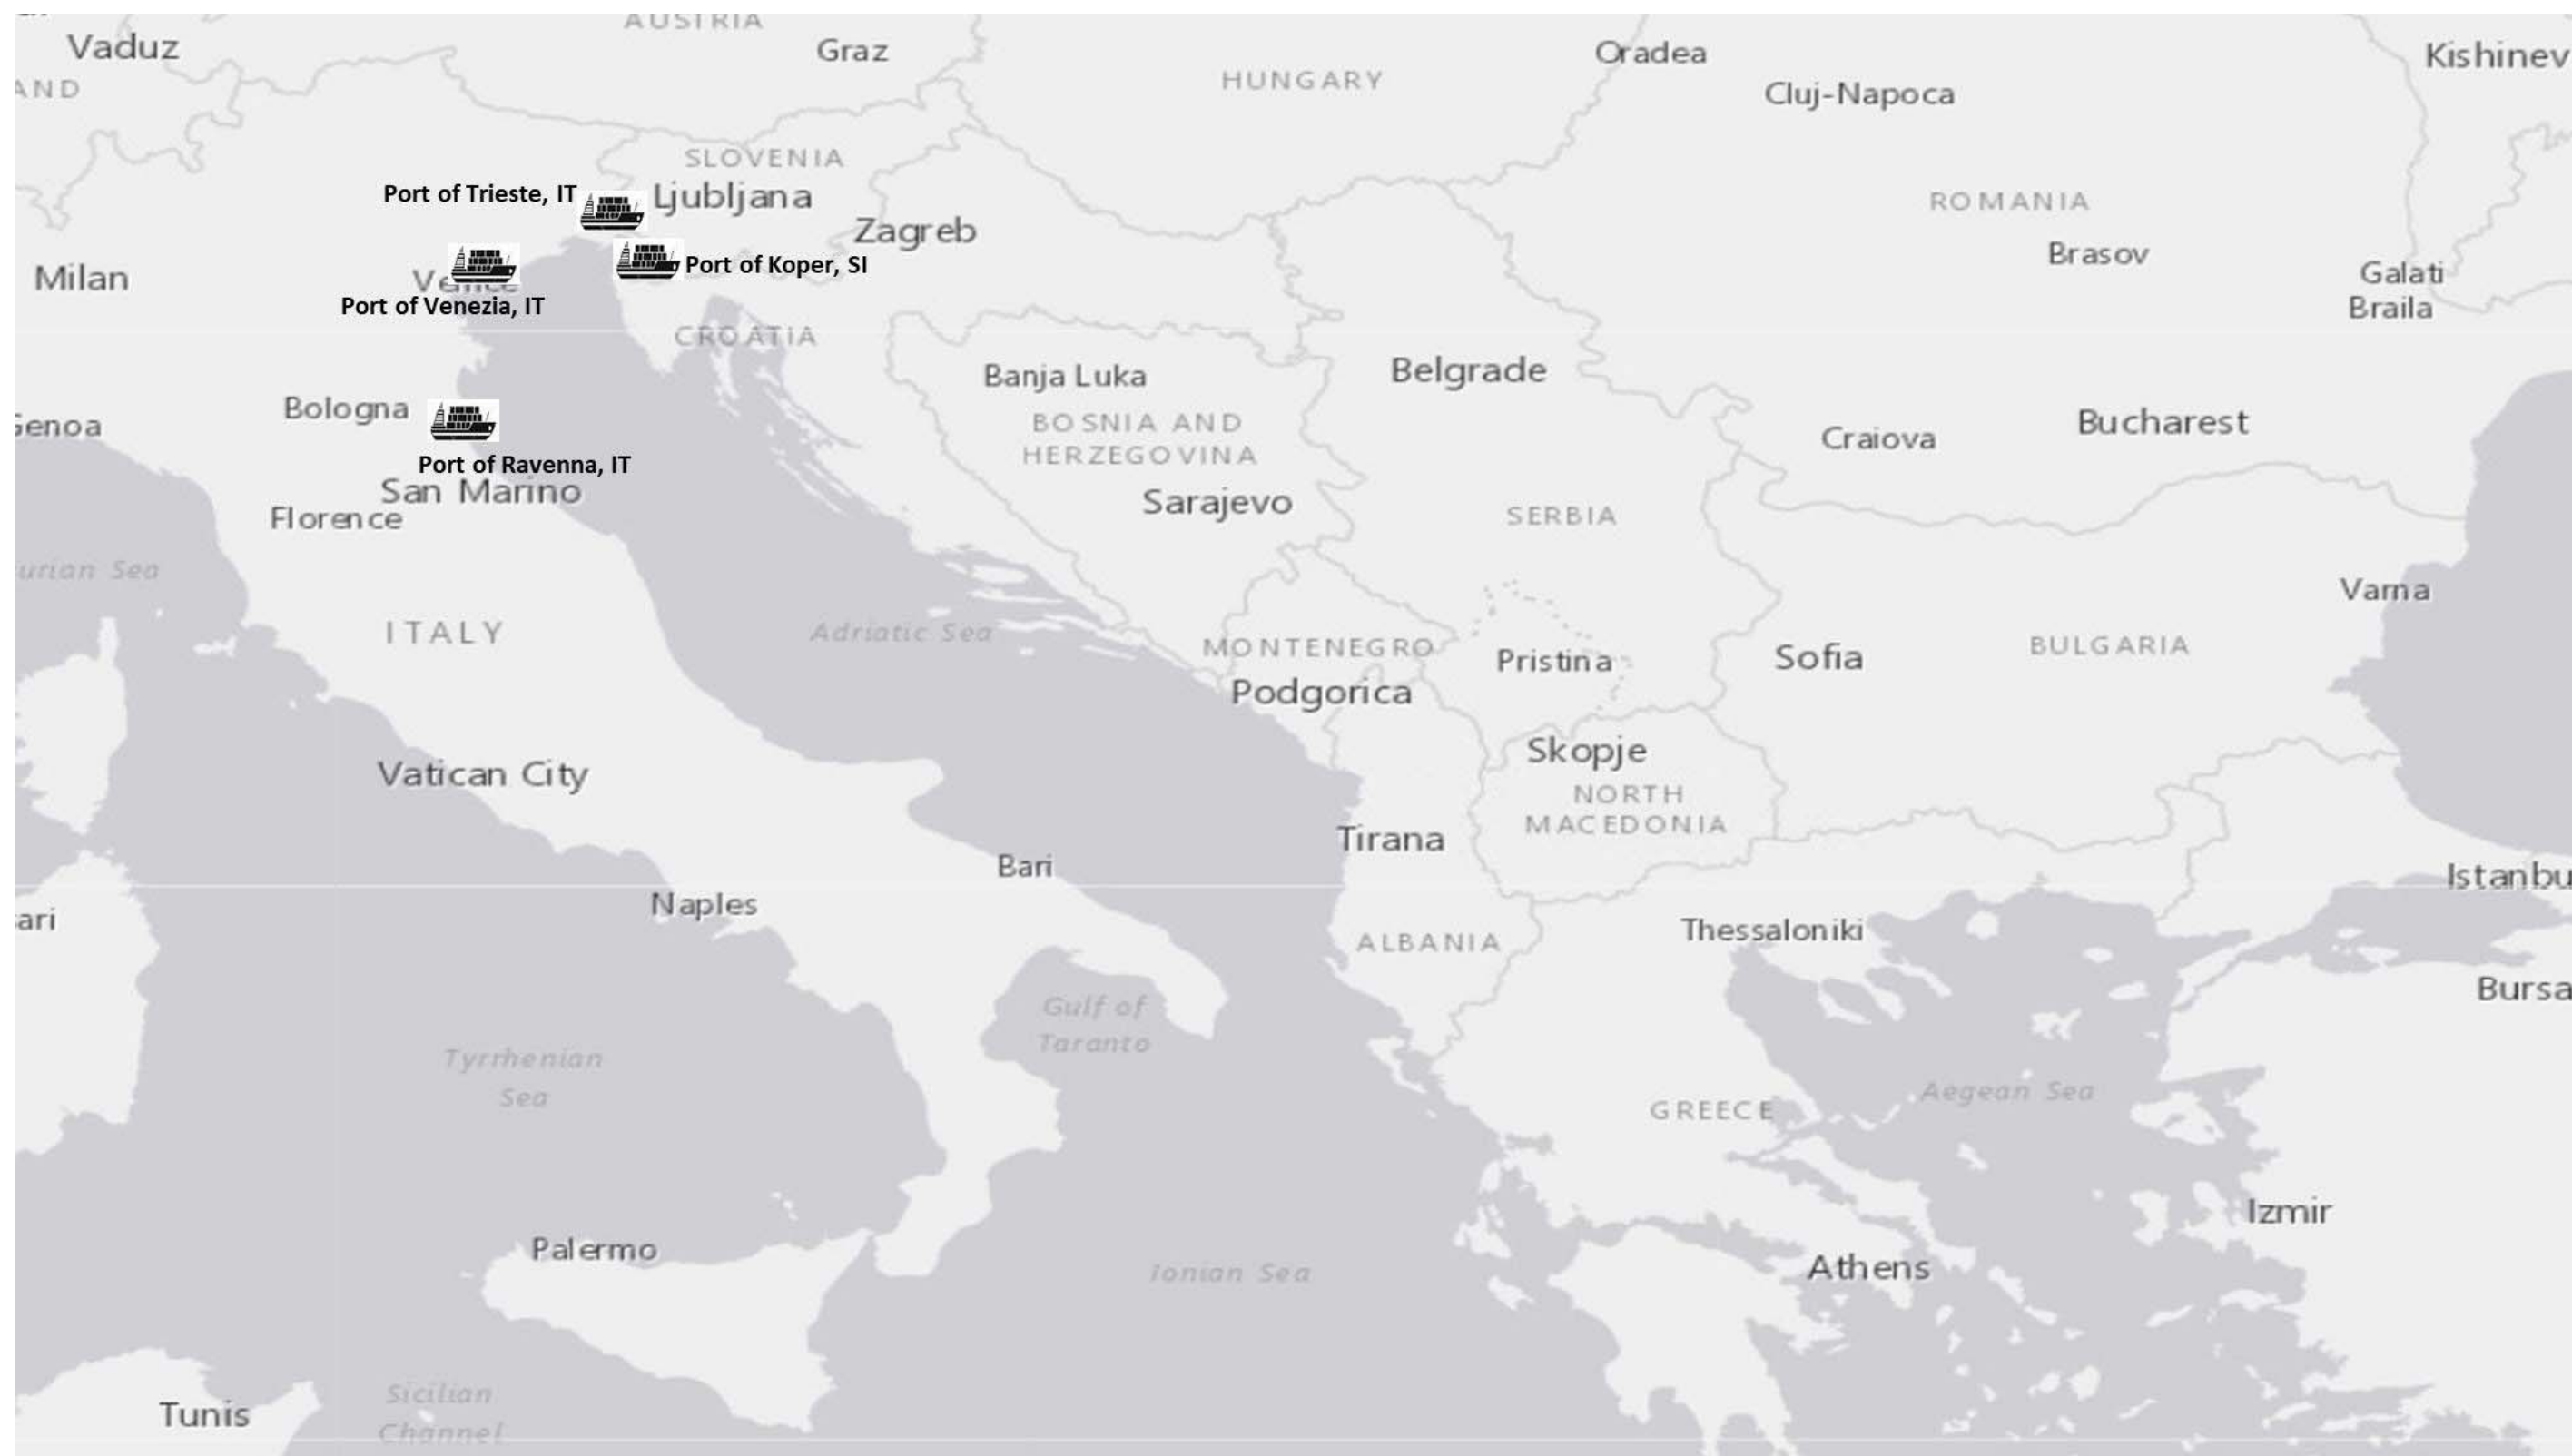 AUSTRIA
Vaduz
Graz
Oradea
Kishinev
AND
HUNGARY
Cluj-Napoca
SLOVENIA
Port of Trieste, IT
Ljubljana
ROMANIA
Zagreb
Brasov
Port of Koper, SI
Milan
Galati
Port of Venezia, IT
Braila
CROATIA
Belgrade
Banja Luka
Bologna
BOSNIA AND
HERZEGOVINA
Bucharest
Genoa
Craiova
Port of Ravenna, IT
San Marino
Sarajevo
Florence
SERBIA
urian Sea
Varna
ITALY
Adriatic Sea
MONTENEGRO
BULGARIA
Pristina
Sofia
Podgorica
Skopje
Vatican City
NORTH
MACEDONIA
Tirana
Bari
Istanbu
Naples
ari
Thessaloniki
ALBANIA
Bursa
Gulf of
Taranto
Tyrrhenian
Sea
Aegean Sea
GREECE
Izmir
Palermo
Ionian Sea
Athens
Sicilian
Channel
Tunis